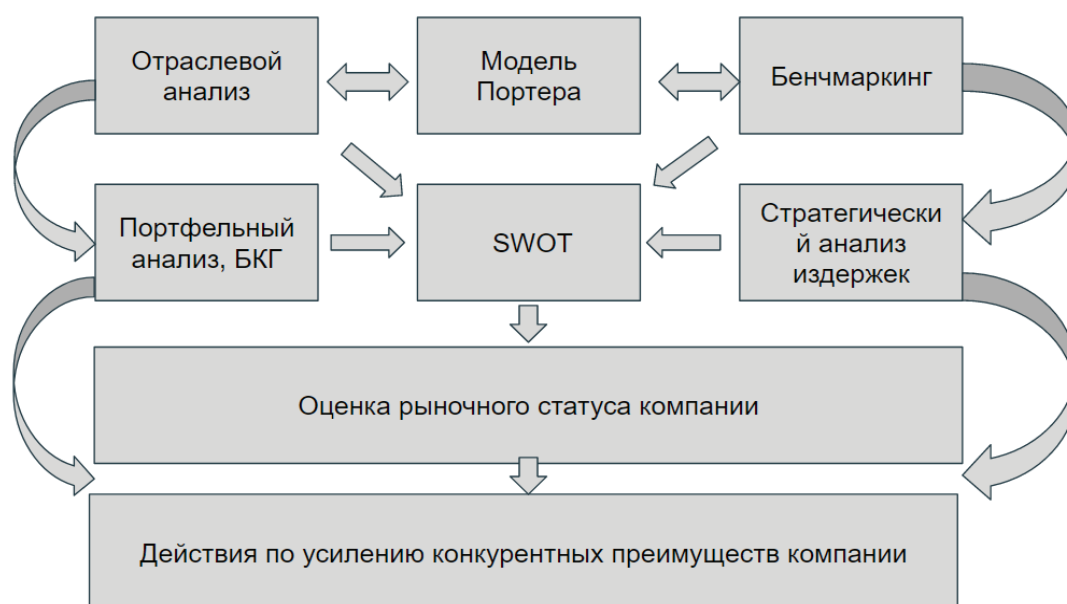 Отраслевой
анализ
Модель
Портера
Бенчмаркинг
Портфельный
анализ, БКГ
SWOT
Стратегически
й анализ
издержек
Оценка рыночного статуса компании
Действия по усилению конкурентных преимуществ компании